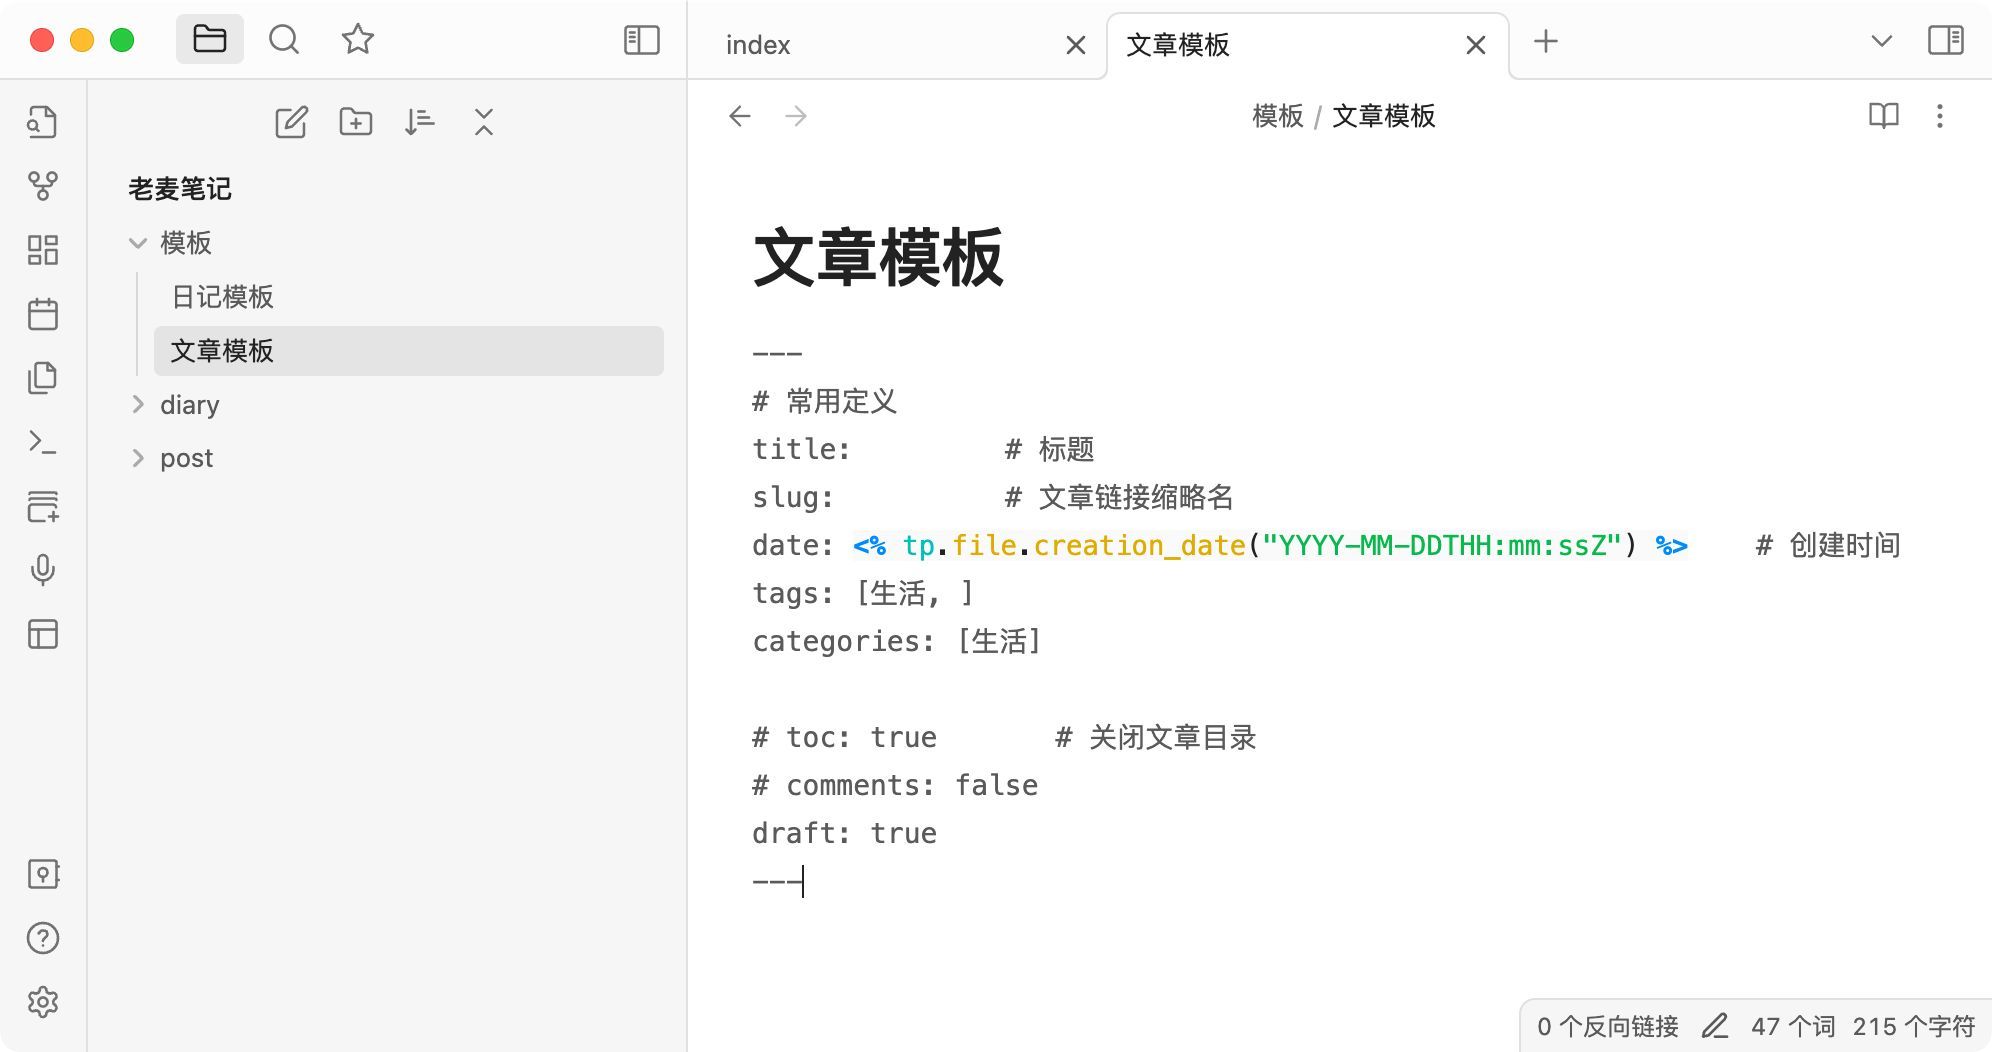 index
文章模板
模板 / 文章模板
老麦笔记
模板
日记模板
文章模板
diary
post
文章模板
---
# 常用定义
title:         # 标题
slug:          # 文章链接缩略名
date: <% tp.file.creation_date("YYYY-MM-DDTHH:mm:ssZ") %>    # 创建时间
tags: [生活, ]
categories: [生活]
# toc: true       # 关闭文章目录
# comments: false
draft: true
---
0 个反向链接 47 个词 215 个字符